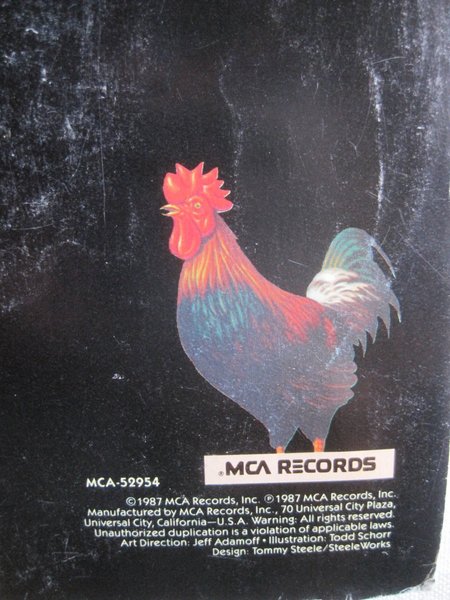 ®MCA RECORDS
MCA-52954
©1987 MCA Records, Inc. ℗1987 MCA Records, Inc.
Manufactured by MCA Records, Inc., 70 Universal City Plaza,
Universal City, California—U.S.A. Warning: All rights reserved.
Unauthorized duplication is a violation of applicable laws.
Art Direction: Jeff Adamoff • Illustration: Todd Schorr
Design: Tommy Steele/SteeleWorks